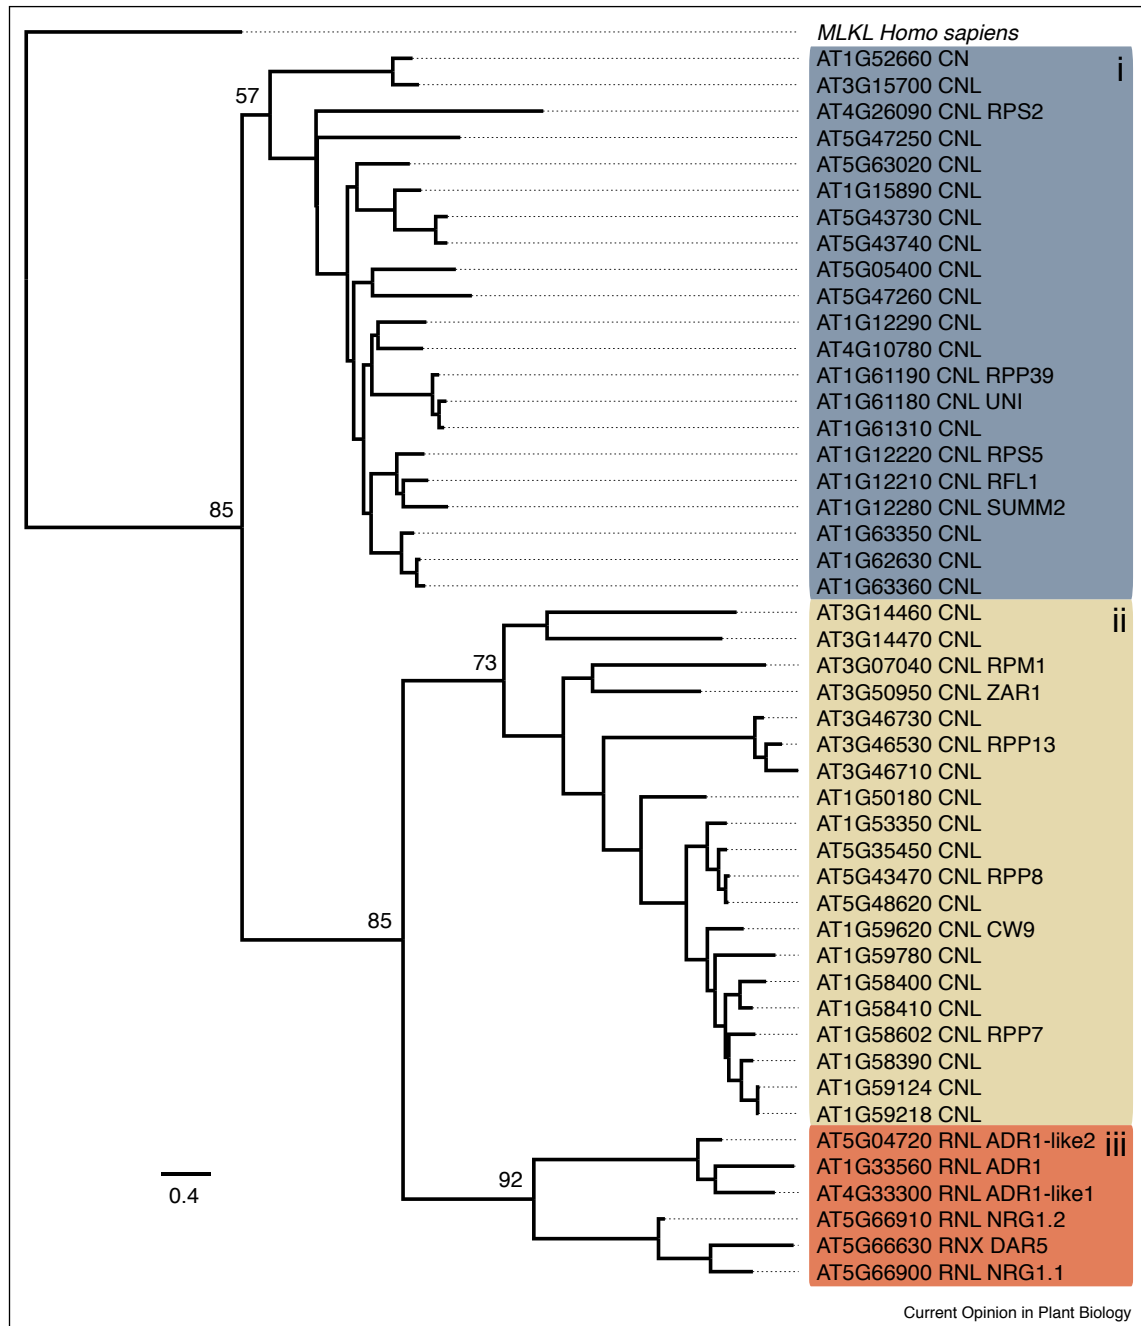 MLKL Homo sapiens
AT1G52660 CN
i
AT3G15700 CNL
57
AT4G26090 CNL RPS2
AT5G47250 CNL
AT5G63020 CNL
AT1G15890 CNL
AT5G43730 CNL
AT5G43740 CNL
AT5G05400 CNL
AT5G47260 CNL
AT1G12290 CNL
AT4G10780 CNL
AT1G61190 CNL RPP39
AT1G61180 CNL UNI
AT1G61310 CNL
AT1G12220 CNL RPS5
AT1G12210 CNL RFL1
AT1G12280 CNL SUMM2
85
AT1G63350 CNL
AT1G62630 CNL
AT1G63360 CNL
AT3G14460 CNL
ii
AT3G14470 CNL
73
AT3G07040 CNL RPM1
AT3G50950 CNL ZAR1
AT3G46730 CNL
AT3G46530 CNL RPP13
AT3G46710 CNL
AT1G50180 CNL
AT1G53350 CNL
AT5G35450 CNL
AT5G43470 CNL RPP8
AT5G48620 CNL
85
AT1G59620 CNL CW9
AT1G59780 CNL
AT1G58400 CNL
AT1G58410 CNL
AT1G58602 CNL RPP7
AT1G58390 CNL
AT1G59124 CNL
AT1G59218 CNL
AT5G04720 RNL ADR1-like2
iii
AT1G33560 RNL ADR1
92
AT4G33300 RNL ADR1-like1
0.4
AT5G66910 RNL NRG1.2
AT5G66630 RNX DAR5
AT5G66900 RNL NRG1.1
Current Opinion in Plant Biology